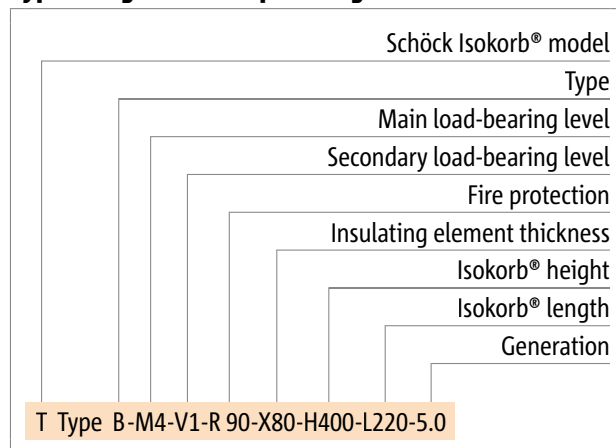 Schöck Isokorb® model
Type
Main load-bearing level
Secondary load-bearing level
Fire protection
Insulating element thickness
Isokorb® height
Isokorb® length
Generation
T Type B-M4-V1-R 90-X80-H400-L220-5.0